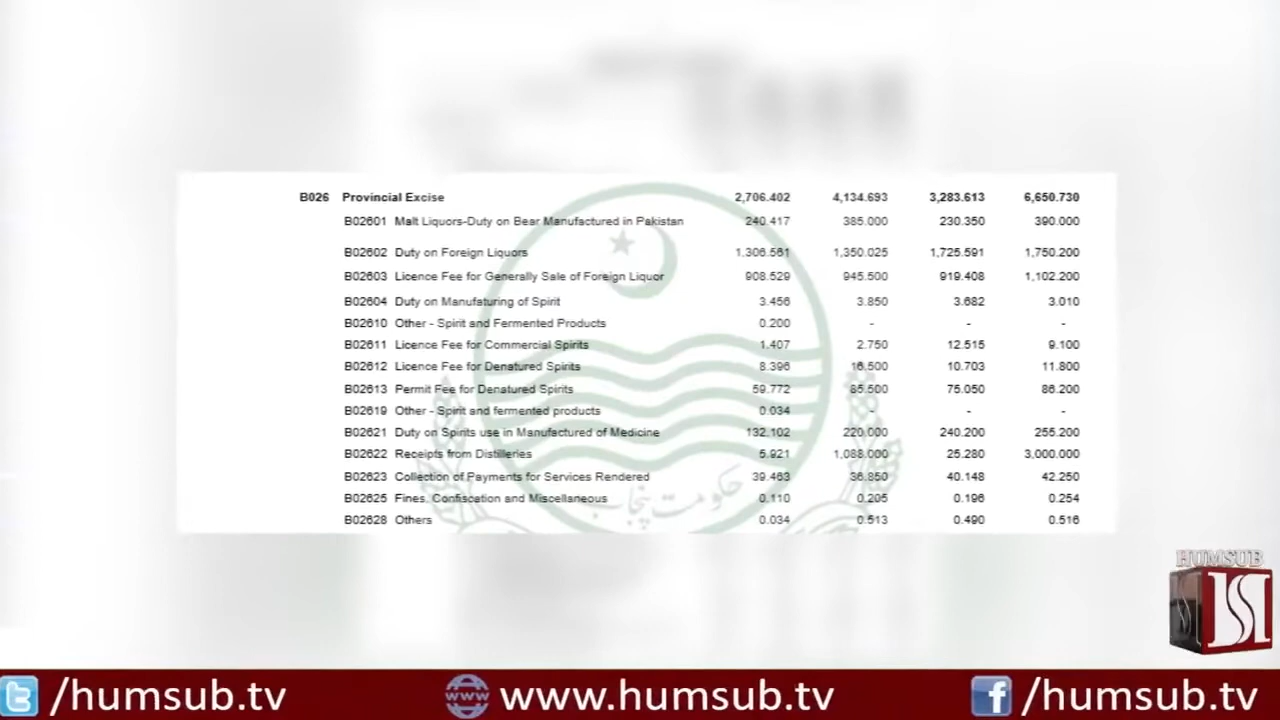 B026 Provincial Excise 2,706.402 4,134.693 3,283.613 6,650.730
B02601 Malt Liquors-Duty on Bear Manufactured in Pakistan 240.417 385.000 230.350 390.000
B02602 Duty on Foreign Liquors 1,306.561 1,350.025 1,725.591 1,750.200
B02603 Licence Fee for Generally Sale of Foreign Liquor 908.529 945.500 919.408 1,102.200
B02604 Duty on Manufaturing of Spirit 3.456 3.850 3.682 3.010
B02610 Other - Spirit and Fermented Products 0.200 - - -
B02611 Licence Fee for Commercial Spirits 1.407 2.750 12.515 9.100
B02612 Licence Fee for Denatured Spirits 8.396 16.500 10.703 11.800
B02613 Permit Fee for Denatured Spirits 59.772 85.500 75.050 86.200
B02619 Other - Spirit and fermented products 0.034 - - -
B02621 Duty on Spirits use in Manufactured of Medicine 132.102 220.000 240.200 255.200
B02622 Receipts from Distilleries 5.921 1,088.000 25.280 3,000.000
B02623 Collection of Payments for Services Rendered 39.463 36.850 40.148 42.250
B02625 Fines, Confiscation and Miscellaneous 0.110 0.205 0.196 0.254
B02628 Others 0.034 0.513 0.490 0.516
حکومت پنجاب
HUMSUB
/humsub.tv www.humsub.tv /humsub.tv